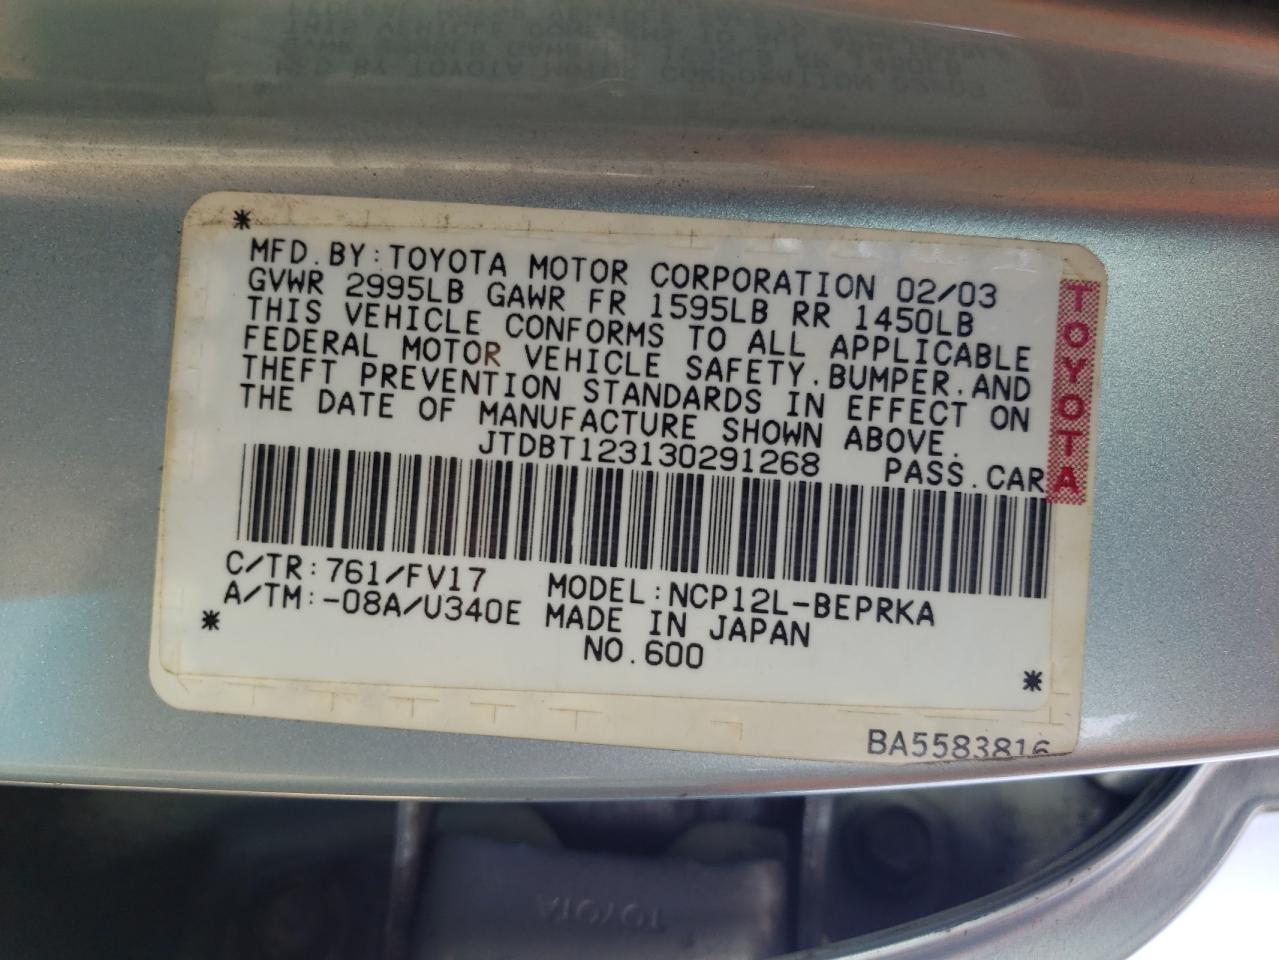 MFD.BY:TOYOTA MOTOR CORPORATION 02/03
GVWR 2995LB GAWR FR 1595LB RR 1450LB
THIS VEHICLE CONFORMS TO ALL APPLICABLE
FEDERAL MOTOR VEHICLE SAFETY,BUMPER,AND
THEFT PREVENTION STANDARDS IN EFFECT ON
THE DATE OF MANUFACTURE SHOWN ABOVE.
JTDBT123130291268 PASS.CAR
C/TR:761/FV17 MODEL:NCP12L-BEPRKA
A/TM:-08A/U340E MADE IN JAPAN
NO.600
BA5583816
TOYOTA
TOYOTA